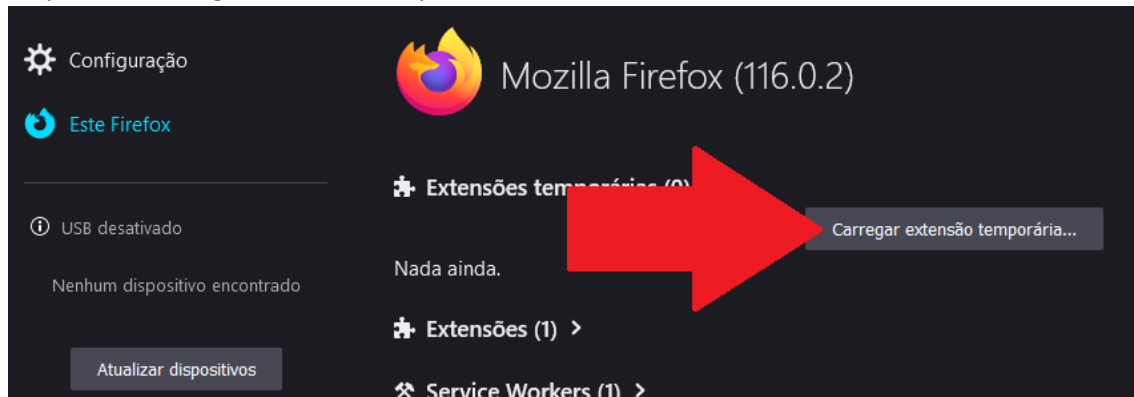 Configuração
Este Firefox
USB desativado
Nenhum dispositivo encontrado
Atualizar dispositivos
Mozilla Firefox (116.0.2)
Extensões temporárias (0)
Carregar extensão temporária...
Nada ainda.
Extensões (1)
Service Workers (1)